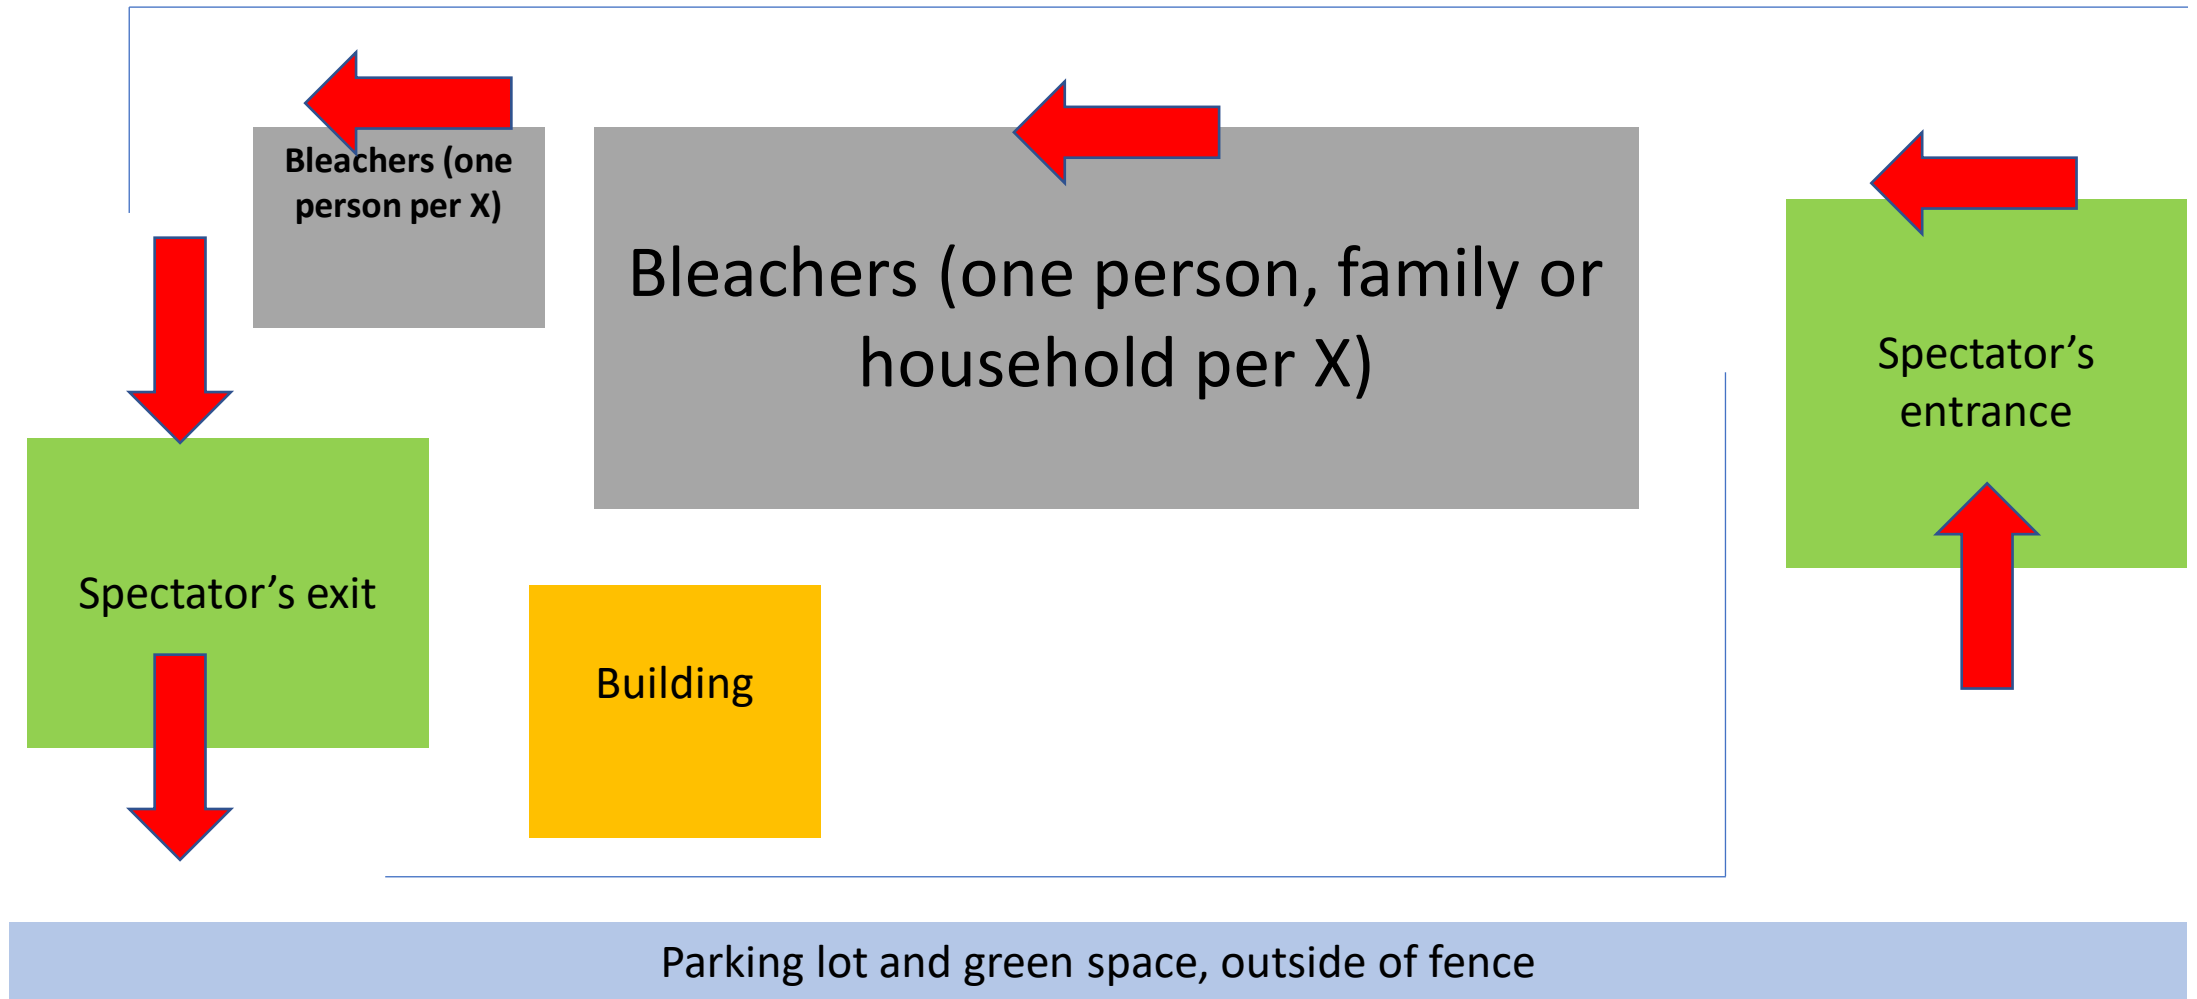 Bleachers (one
person per X)
Bleachers (one person, family or
household per X)
Spectator’s
entrance
Spectator’s exit
Building
Parking lot and green space, outside of fence